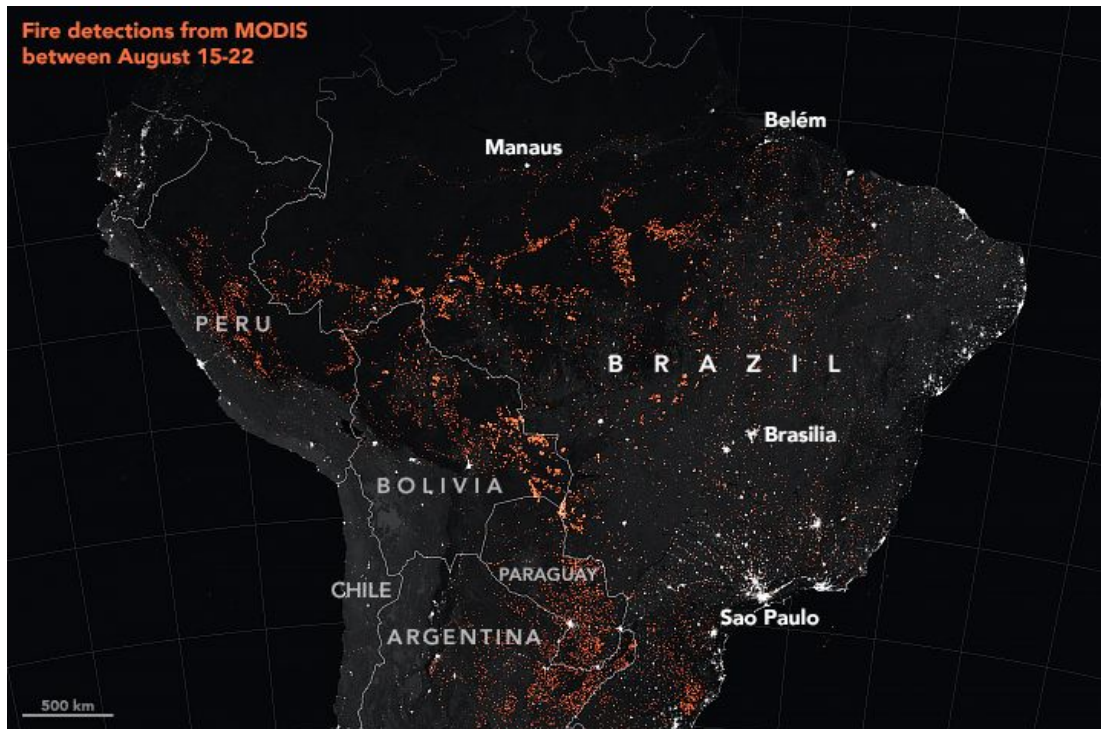 Fire detections from MODIS
between August 15-22
Belém
Manaus
PERU
BRAZIL
Brasilia
BOLIVIA
PARAGUAY
CHILE
Sao Paulo
ARGENTINA
500 km